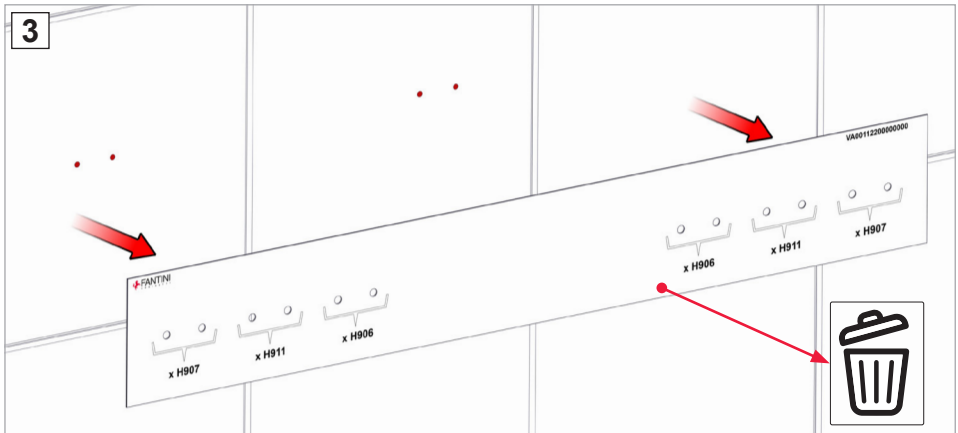 3
VA00112200000000
FANTINI
x H907
x H911
x H906
x H906
x H911
x H907